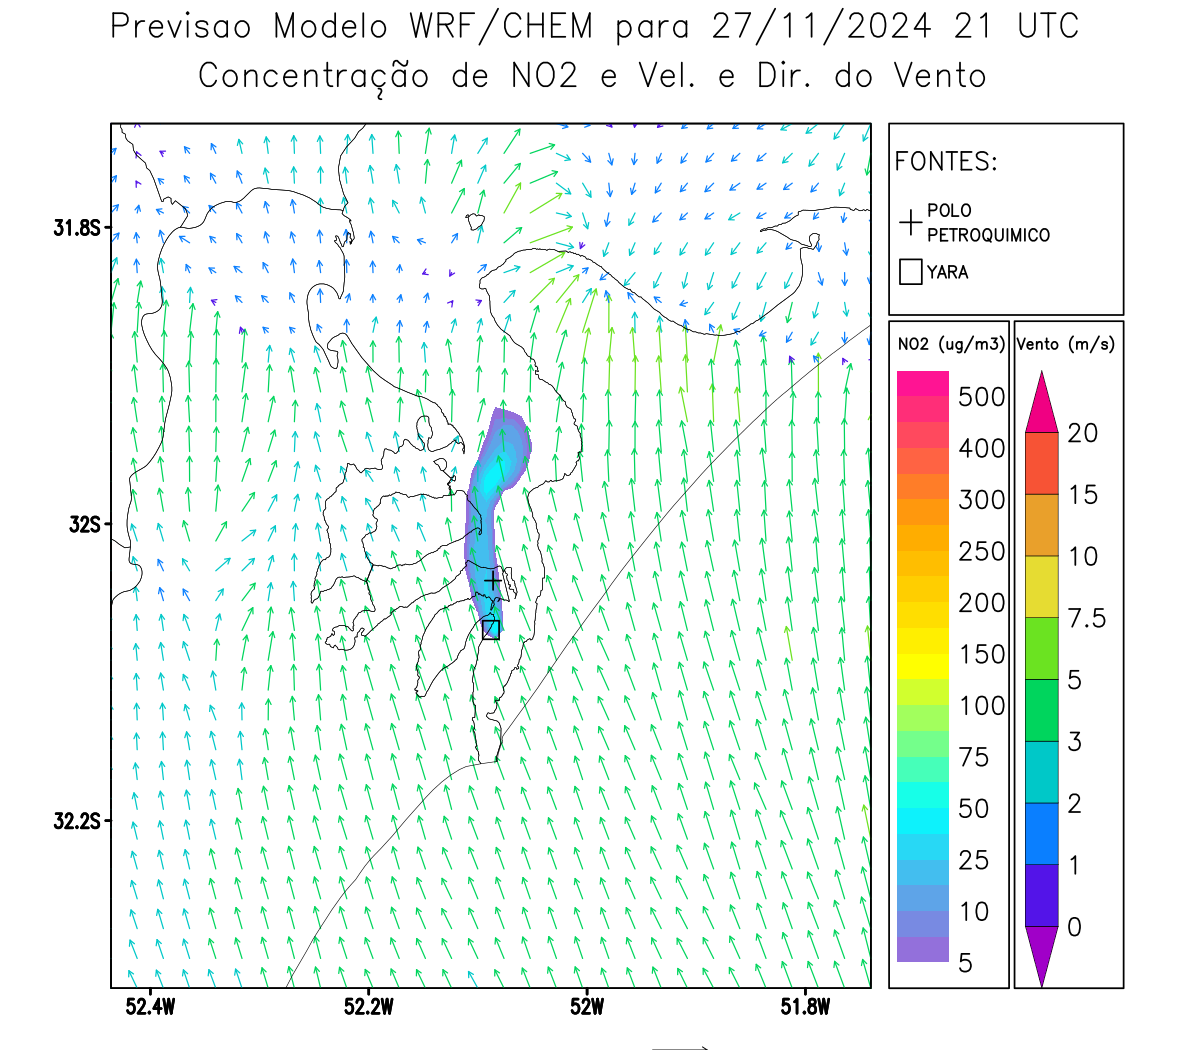 Previsao Modelo WRF/CHEM para 27/11/2024 21 UTC
Concentração de NO2 e Vel. e Dir. do Vento
FONTES:
POLO
PETROQUIMICO
YARA
31.8S
32S
32.2S
52.4W
52.2W
52W
51.8W
NO2 (ug/m3)
500
400
300
250
200
150
100
75
50
25
10
5
Vento (m/s)
20
15
10
7.5
5
3
2
1
0